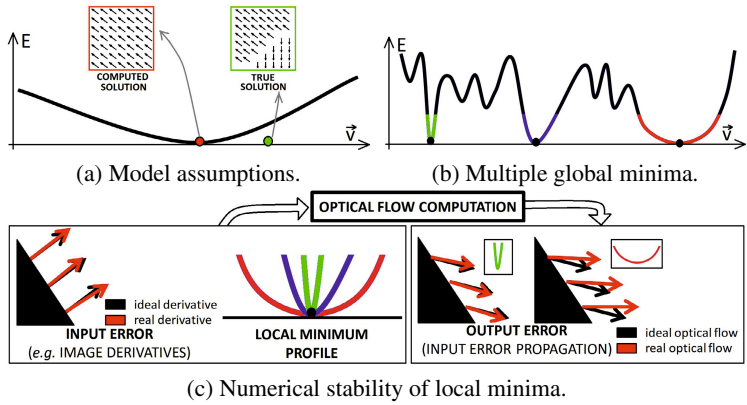 E
COMPUTED
SOLUTION
TRUE
SOLUTION
v
(a) Model assumptions.
E
v
(b) Multiple global minima.
OPTICAL FLOW COMPUTATION
ideal derivative
real derivative
INPUT ERROR
(e.g. IMAGE DERIVATIVES)
LOCAL MINIMUM
PROFILE
OUTPUT ERROR
(INPUT ERROR PROPAGATION)
ideal optical flow
real optical flow
(c) Numerical stability of local minima.